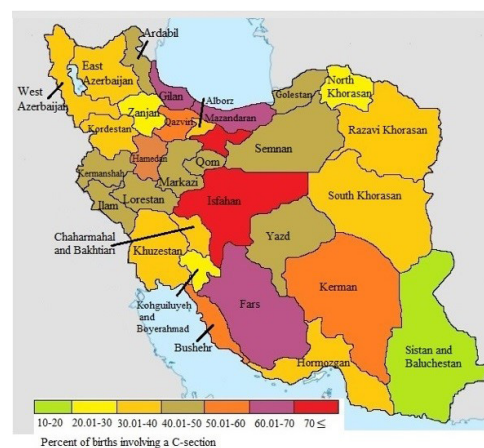 Ardabil
East
Azerbaijan
West
Azerbaijan
Gilan
Alborz
Golestan
North
Khorasan
Zanjan
Qazvin
Mazandaran
Razavi Khorasan
Kordestan
Hamedan
Semnan
Kermanshah
Qom
Markazi
Ilam
Lorestan
Isfahan
South Khorasan
Chaharmahal
and Bakhtiari
Khuzestan
Yazd
Kohguiluyeh
and
Boyerahmad
Fars
Kerman
Bushehr
Hormozgan
Sistan and
Baluchestan
10-20 20.01-30 30.01-40 40.01-50 50.01-60 60.01-70 70≤
Percent of births involving a C-section